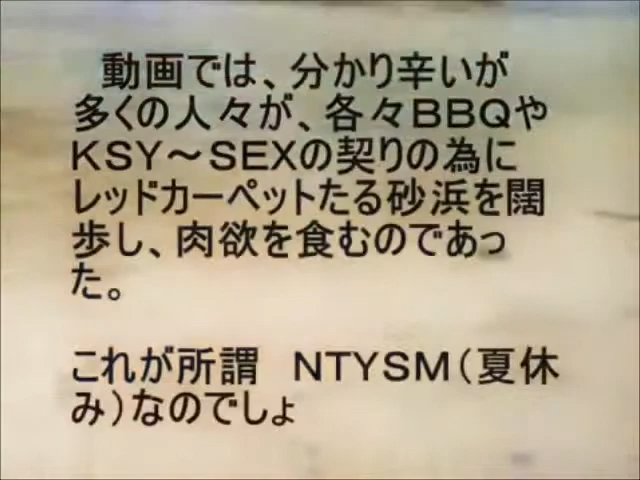 動画では、分かり辛いが
多くの人々が、各々BBQや
KSY～SEXの契りの為に
レッドカーペットたる砂浜を闊
歩し、肉欲を食むのであっ
た。
これが所謂　NTYSM（夏休
み）なのでしょ